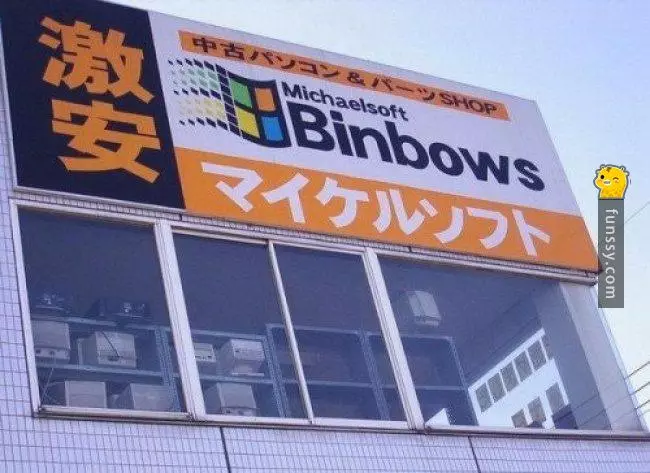 激安
中古パソコン&パーツSHOP
Michaelsoft
Binbows
マイケルソフト
funssy.com